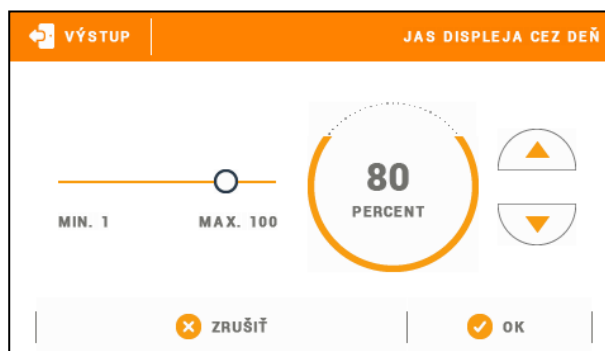 VÝSTUP
JAS DISPLEJA CEZ DEŇ
80
PERCENT
MIN. 1
MAX. 100
ZRUŠIŤ
OK